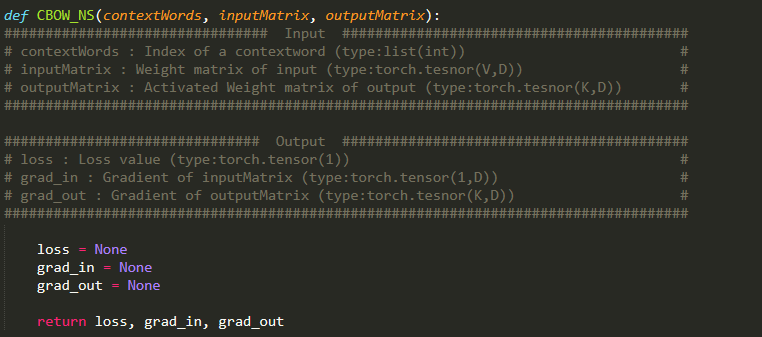 def CBOW_NS(contextWords, inputMatrix, outputMatrix):
################################  Input  ##########################################
# contextWords : Index of a contextword (type:list(int))                          #
# inputMatrix : Weight matrix of input (type:torch.tesnor(V,D))                   #
# outputMatrix : Activated Weight matrix of output (type:torch.tesnor(K,D))       #
###################################################################################
###############################  Output  ##########################################
# loss : Loss value (type:torch.tensor(1))                                        #
# grad_in : Gradient of inputMatrix (type:torch.tensor(1,D))                      #
# grad_out : Gradient of outputMatrix (type:torch.tesnor(K,D))                    #
###################################################################################
    loss = None
    grad_in = None
    grad_out = None
    return loss, grad_in, grad_out